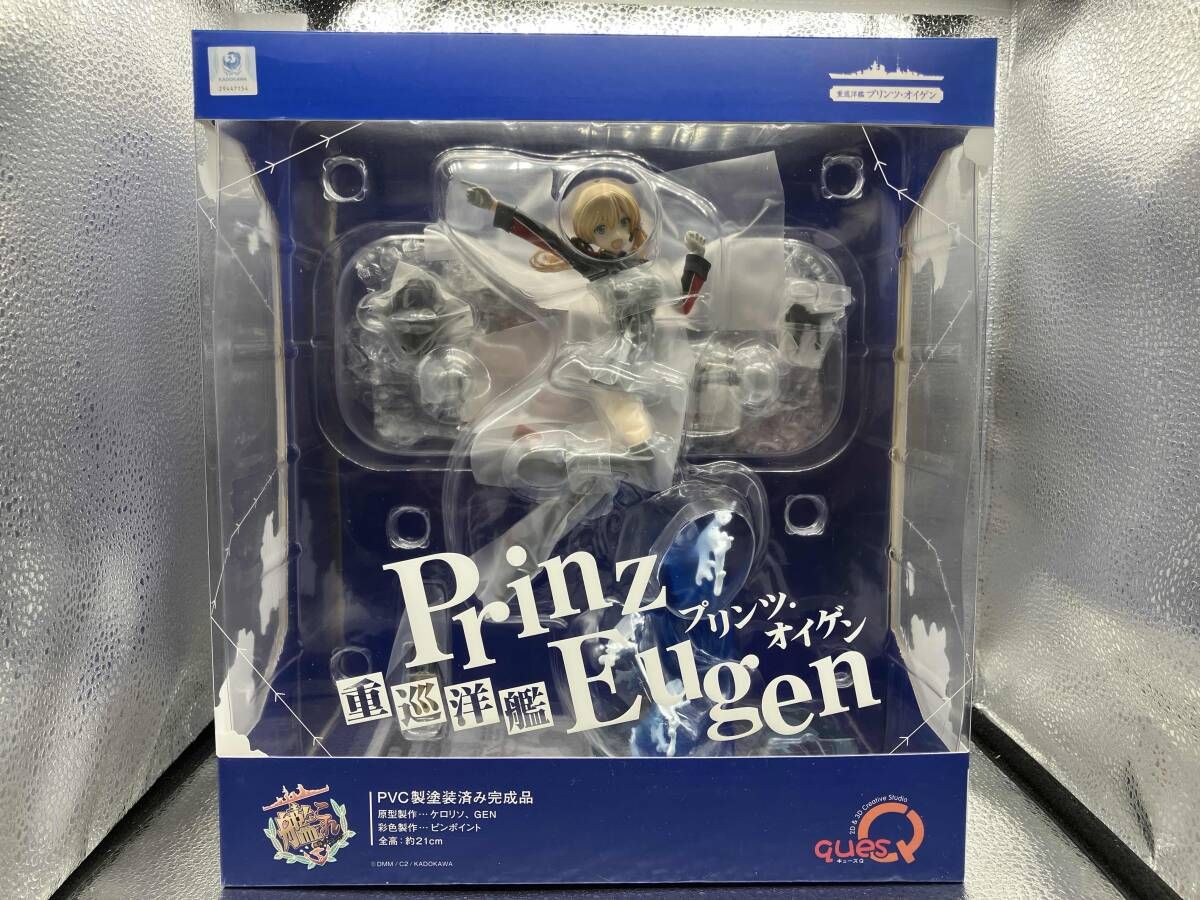 KADOKAWA
重巡洋艦 プリンツ・オイゲン
Prinz
プリンツ・
オイゲン
重巡洋艦
Eugen
艦これ
PVC製塗装済み完成品
原型製作…ケロリソ、GEN
彩色製作…ピンポイント
全高：約21cm
©DMM / C2 / KADOKAWA
2D & 3D Creative Studio
quesQ
キューズQ